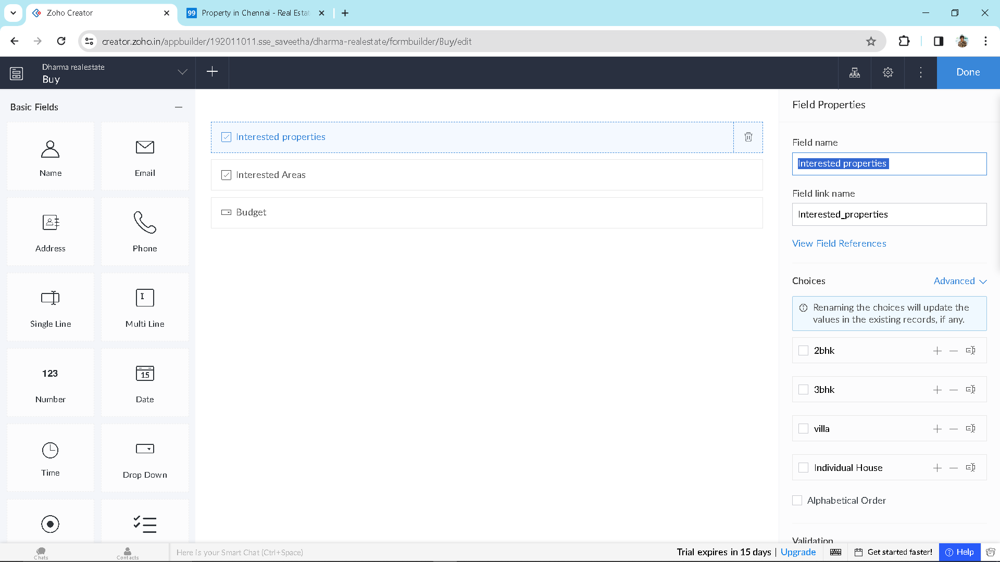 Zoho Creator
99 Property in Chennai - Real Estat
creator.zoho.in/appbuilder/192011011.sse_saveetha/dharma-realestate/formbuilder/Buy/edit
Dharma realestate
Buy
Done
Basic Fields
Name
Email
Address
Phone
Single Line
Multi Line
123
Number
15
Date
Time
Drop Down
Interested properties
Interested Areas
Budget
Field Properties
Field name
Interested properties
Field link name
Interested_properties
View Field References
Choices
Advanced
Renaming the choices will update the
values in the existing records, if any.
2bhk
3bhk
villa
Individual House
Alphabetical Order
Validation
Chats
Contacts
Here is your Smart Chat (Ctrl+Space)
Trial expires in 15 days | Upgrade
Get started faster!
Help